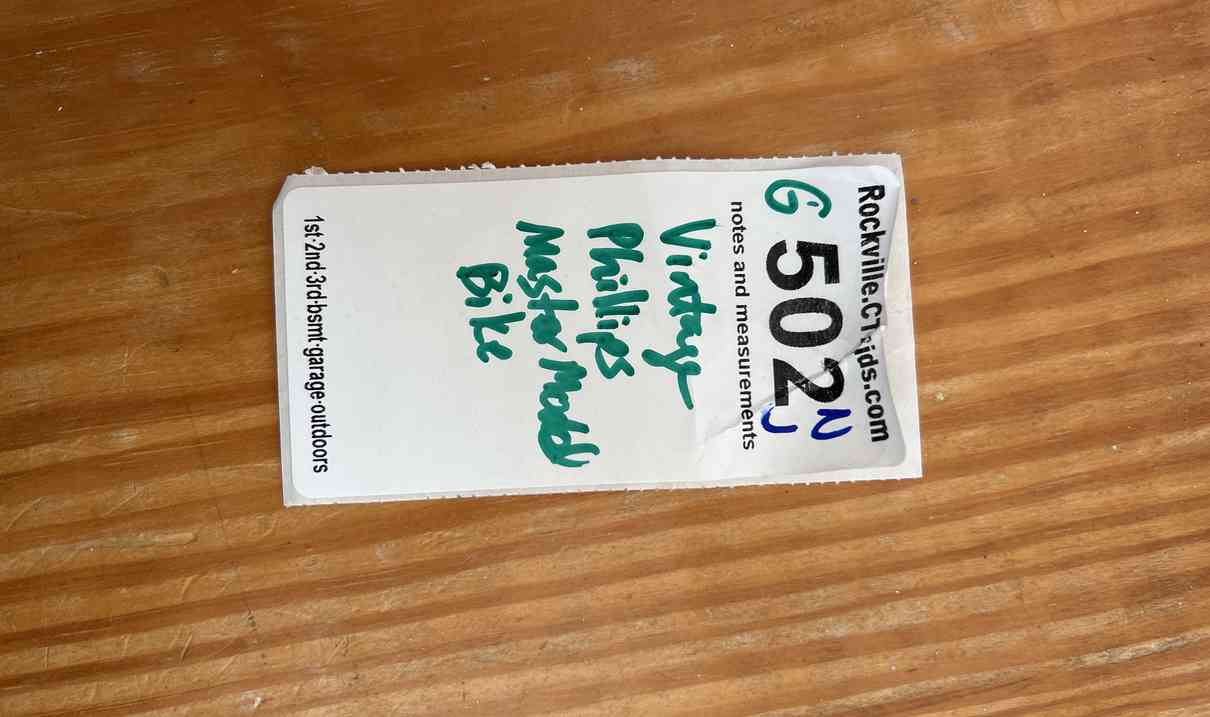 Rockville.CTbids.com
G 502 N
notes and measurements
Vintage
Phillips
Master Model
Bike
1st·2nd·3rd·bsmt·garage·outdoors